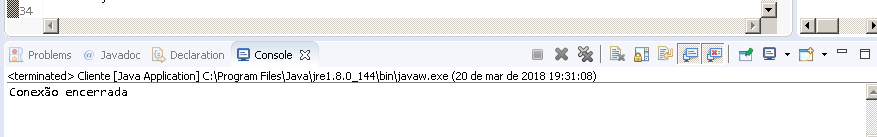 34
Problems @ Javadoc Declaration Console
<terminated> Cliente [Java Application] C:\Program Files\Java\jre1.8.0_144\bin\javaw.exe (20 de mar de 2018 19:31:08)
Conexão encerrada